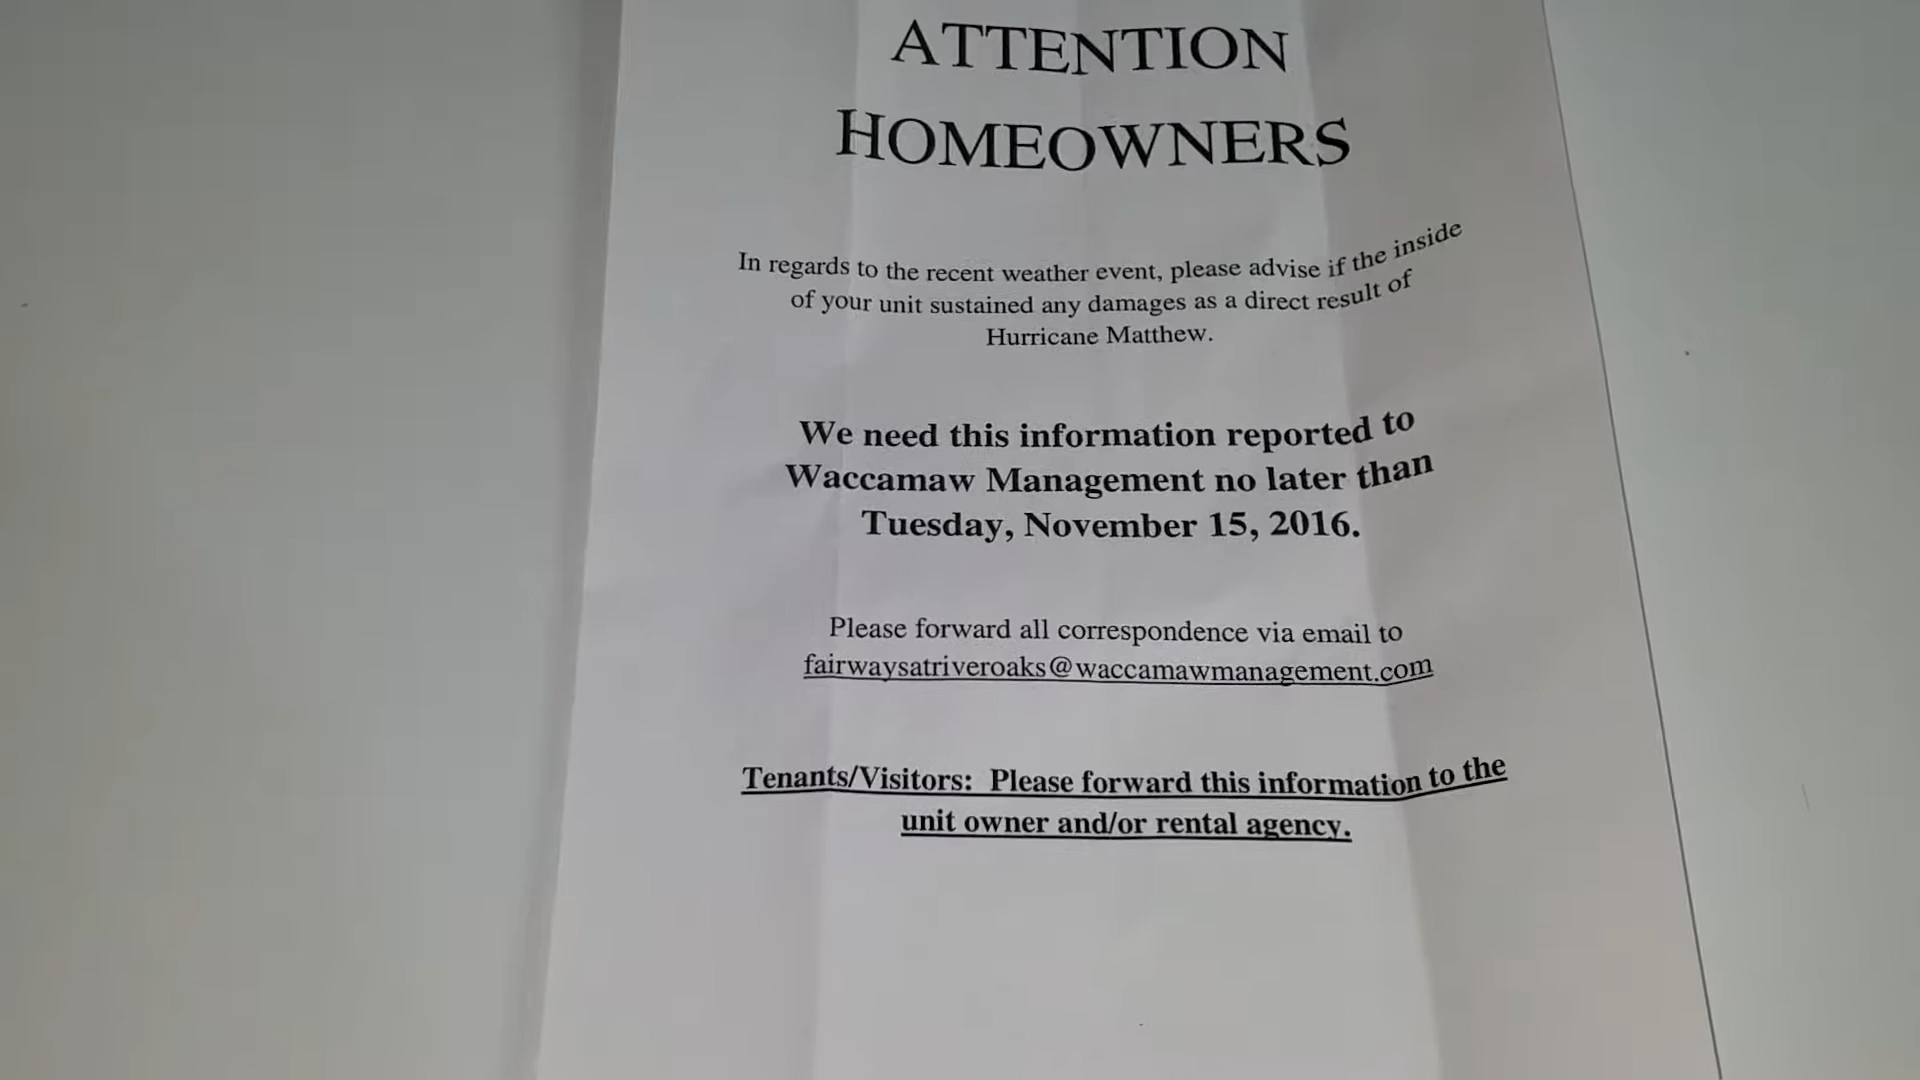 ATTENTION
HOMEOWNERS
In regards to the recent weather event, please advise if the inside
of your unit sustained any damages as a direct result of
Hurricane Matthew.
We need this information reported to
Waccamaw Management no later than
Tuesday, November 15, 2016.
Please forward all correspondence via email to
fairwaysatriveroaks@waccamawmanagement.com
Tenants/Visitors: Please forward this information to the
unit owner and/or rental agency.